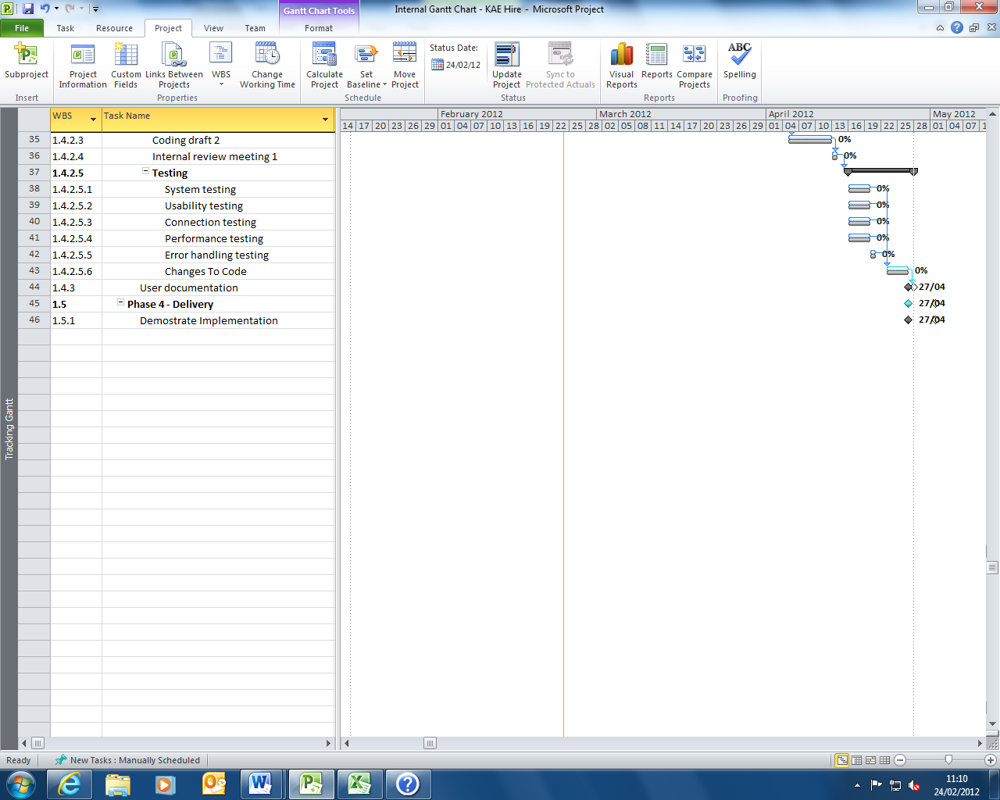 Gantt Chart Tools
Internal Gantt Chart - KAE Hire - Microsoft Project
File Task Resource Project View Team Format
Subproject
Project Information
Custom Fields
Links Between Projects
WBS
Change Working Time
Calculate Project
Set Baseline
Move Project
Status Date:
24/02/12
Update Project
Sync to Protected Actuals
Visual Reports
Reports
Compare Projects
ABC
Spelling
Insert Properties Schedule Status Reports Proofing
WBS Task Name
February 2012 March 2012 April 2012 May 2012
14 17 20 23 26 29 01 04 07 10 13 16 19 22 25 28 02 05 08 11 14 17 20 23 26 29 01 04 07 10 13 16 19 22 25 28 01 04 07 1
35 1.4.2.3 Coding draft 2 0%
36 1.4.2.4 Internal review meeting 1 0%
37 1.4.2.5 Testing
38 1.4.2.5.1 System testing 0%
39 1.4.2.5.2 Usability testing 0%
40 1.4.2.5.3 Connection testing 0%
41 1.4.2.5.4 Performance testing 0%
42 1.4.2.5.5 Error handling testing 0%
43 1.4.2.5.6 Changes To Code 0%
44 1.4.3 User documentation 27/04
45 1.5 Phase 4 - Delivery 27/04
46 1.5.1 Demostrate Implementation 27/04
Tracking Gantt
Ready New Tasks : Manually Scheduled
11:10
24/02/2012